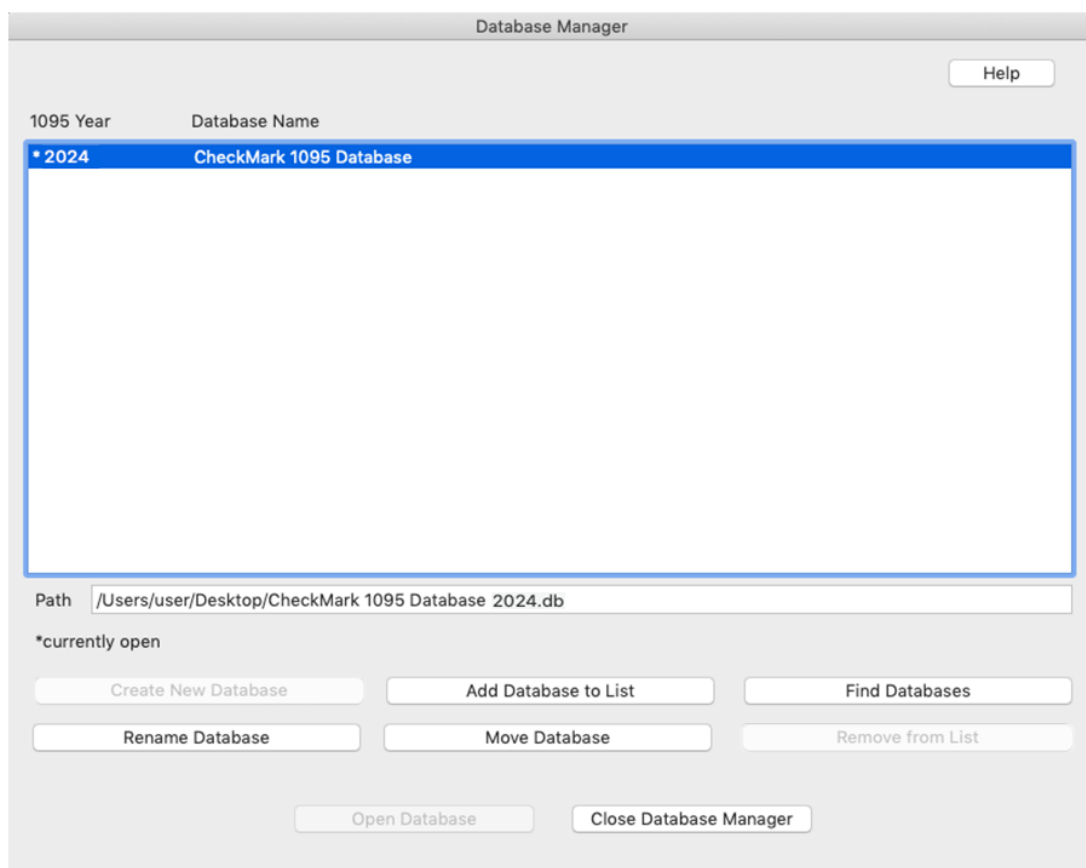 Database Manager
Help
1095 Year Database Name
* 2024 CheckMark 1095 Database
Path /Users/user/Desktop/CheckMark 1095 Database 2024.db
*currently open
Create New Database Add Database to List Find Databases
Rename Database Move Database Remove from List
Open Database Close Database Manager